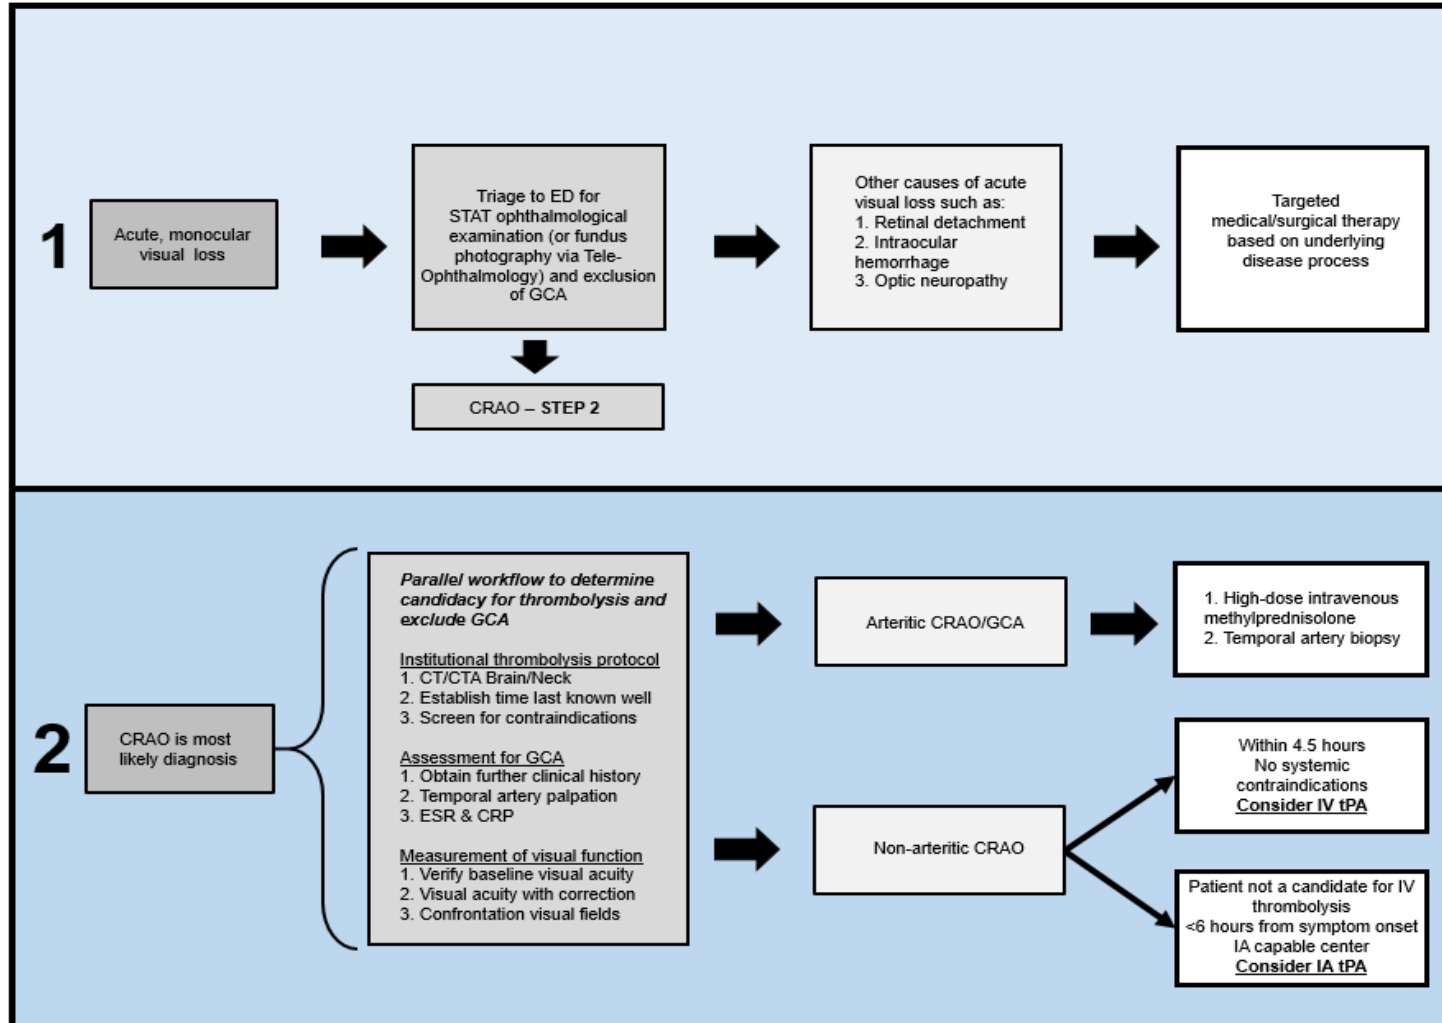 1
Acute, monocular
visual loss
Triage to ED for
STAT ophthalmological
examination (or fundus
photography via Tele-
Ophthalmology) and exclusion
of GCA
CRAO – STEP 2
Other causes of acute
visual loss such as:
1. Retinal detachment
2. Intraocular
hemorrhage
3. Optic neuropathy
Targeted
medical/surgical therapy
based on underlying
disease process
2
CRAO is most
likely diagnosis
Parallel workflow to determine
candidacy for thrombolysis and
exclude GCA
Institutional thrombolysis protocol
1. CT/CTA Brain/Neck
2. Establish time last known well
3. Screen for contraindications
Assessment for GCA
1. Obtain further clinical history
2. Temporal artery palpation
3. ESR & CRP
Measurement of visual function
1. Verify baseline visual acuity
2. Visual acuity with correction
3. Confrontation visual fields
Arteritic CRAO/GCA
1. High-dose intravenous
methylprednisolone
2. Temporal artery biopsy
Non-arteritic CRAO
Within 4.5 hours
No systemic
contraindications
Consider IV tPA
Patient not a candidate for IV
thrombolysis
<6 hours from symptom onset
IA capable center
Consider IA tPA